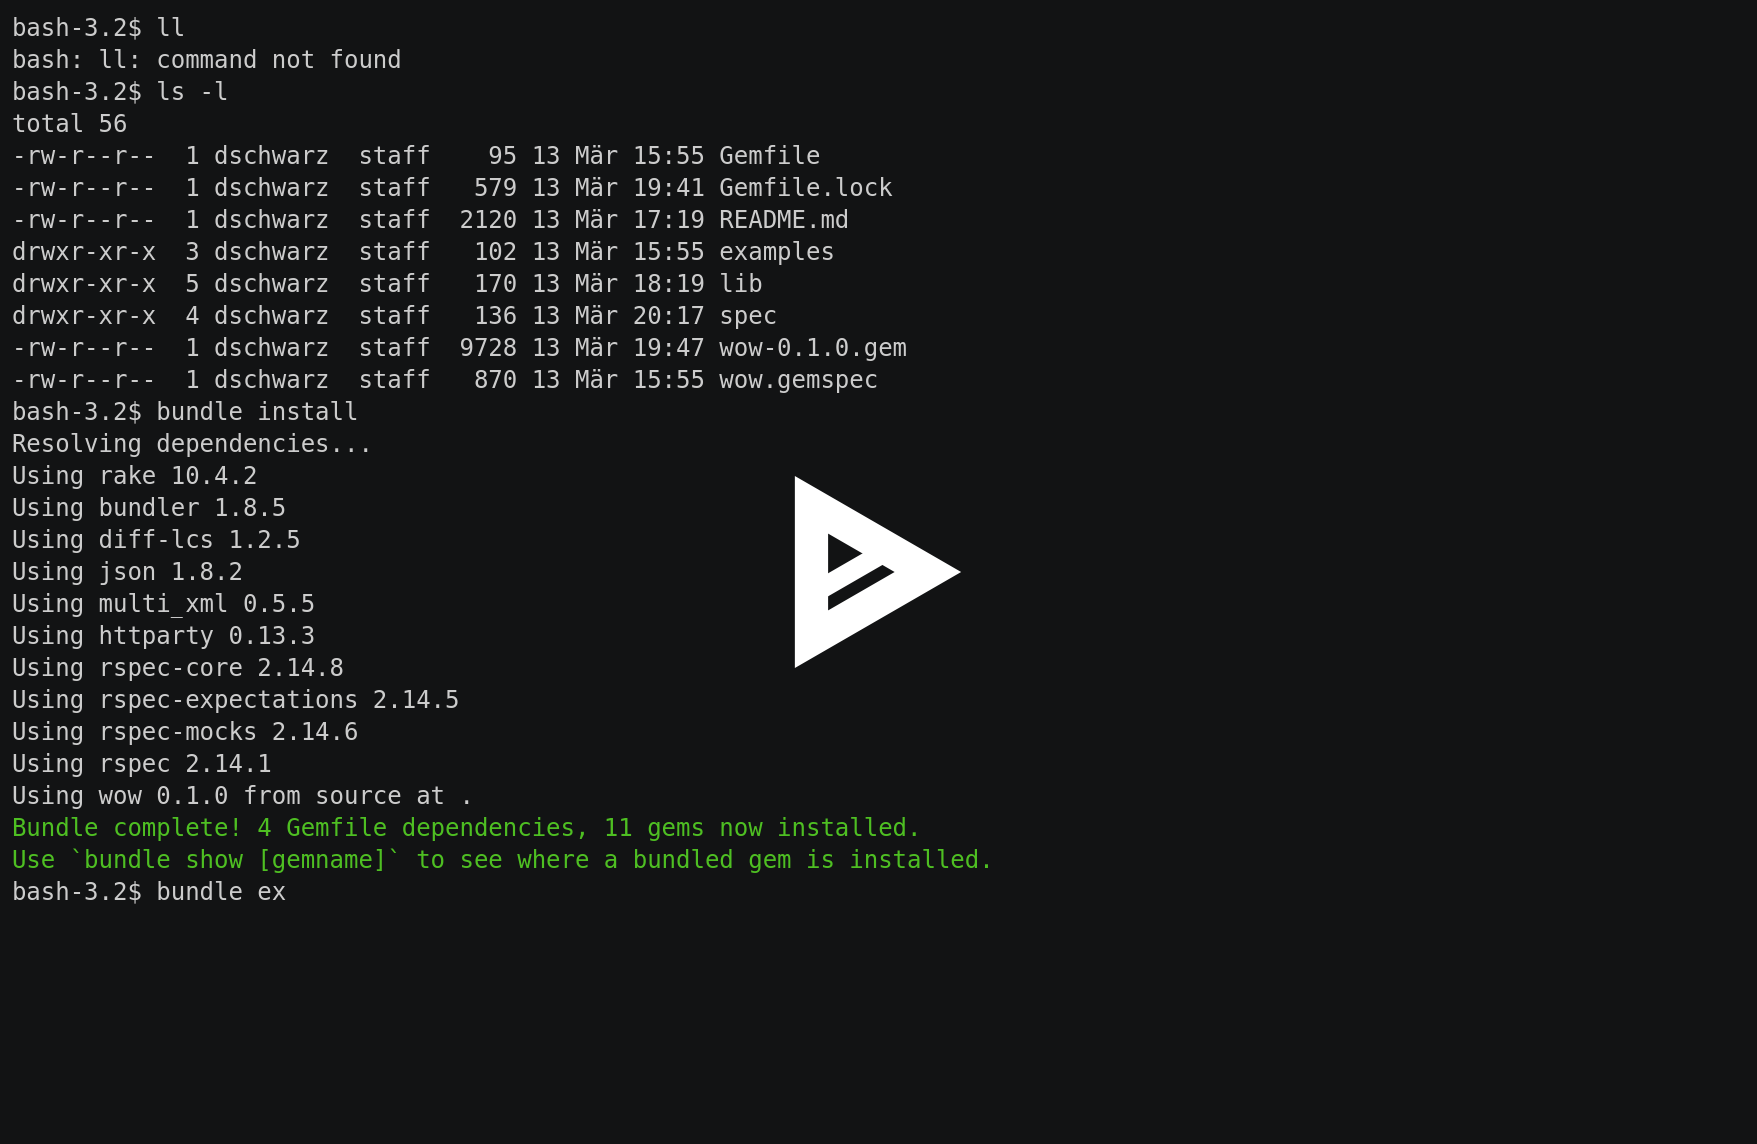 bash-3.2$ ll
bash: ll: command not found
bash-3.2$ ls -l
total 56
-rw-r--r--  1 dschwarz  staff    95 13 Mär 15:55 Gemfile
-rw-r--r--  1 dschwarz  staff   579 13 Mär 19:41 Gemfile.lock
-rw-r--r--  1 dschwarz  staff  2120 13 Mär 17:19 README.md
drwxr-xr-x  3 dschwarz  staff   102 13 Mär 15:55 examples
drwxr-xr-x  5 dschwarz  staff   170 13 Mär 18:19 lib
drwxr-xr-x  4 dschwarz  staff   136 13 Mär 20:17 spec
-rw-r--r--  1 dschwarz  staff  9728 13 Mär 19:47 wow-0.1.0.gem
-rw-r--r--  1 dschwarz  staff   870 13 Mär 15:55 wow.gemspec
bash-3.2$ bundle install
Resolving dependencies...
Using rake 10.4.2
Using bundler 1.8.5
Using diff-lcs 1.2.5
Using json 1.8.2
Using multi_xml 0.5.5
Using httparty 0.13.3
Using rspec-core 2.14.8
Using rspec-expectations 2.14.5
Using rspec-mocks 2.14.6
Using rspec 2.14.1
Using wow 0.1.0 from source at .
Bundle complete! 4 Gemfile dependencies, 11 gems now installed.
Use `bundle show [gemname]` to see where a bundled gem is installed.
bash-3.2$ bundle ex